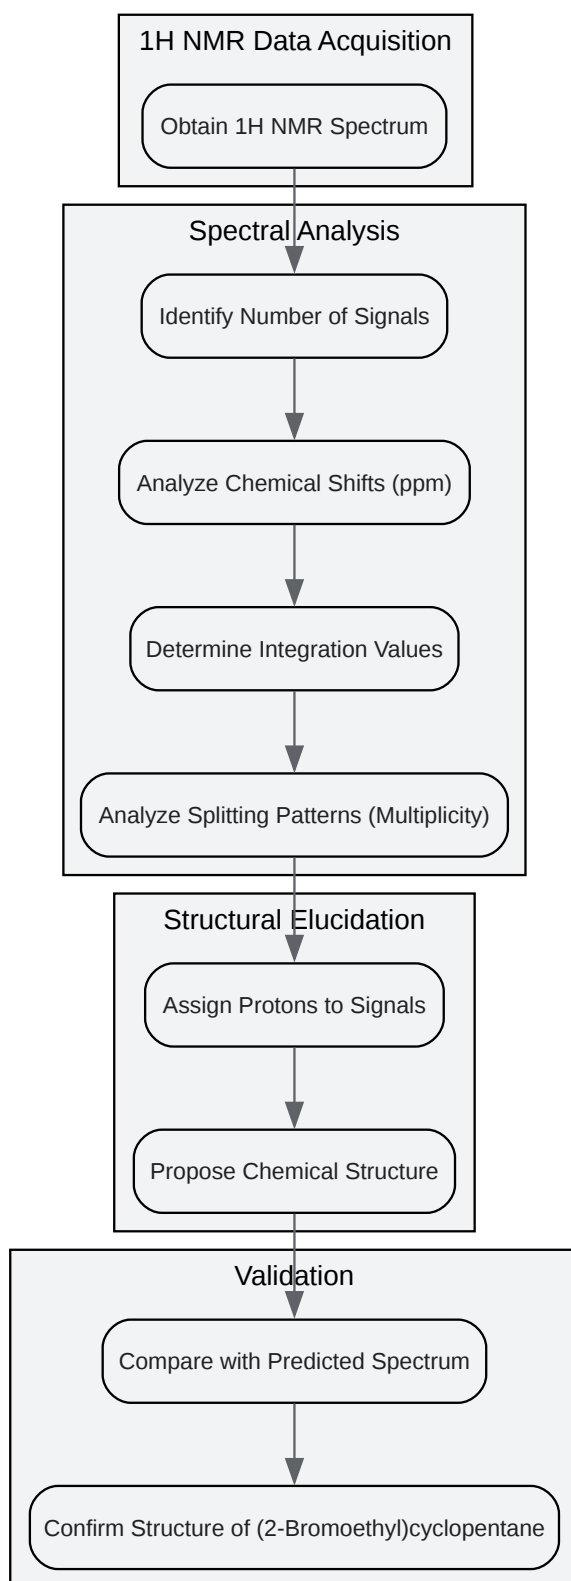 1H NMR Data Acquisition
Obtain 1H NMR Spectrum
Spectral Analysis
Identify Number of Signals
Analyze Chemical Shifts (ppm)
Determine Integration Values
Analyze Splitting Patterns (Multiplicity)
Structural Elucidation
Assign Protons to Signals
Propose Chemical Structure
Validation
Compare with Predicted Spectrum
Confirm Structure of (2-Bromoethyl)cyclopentane